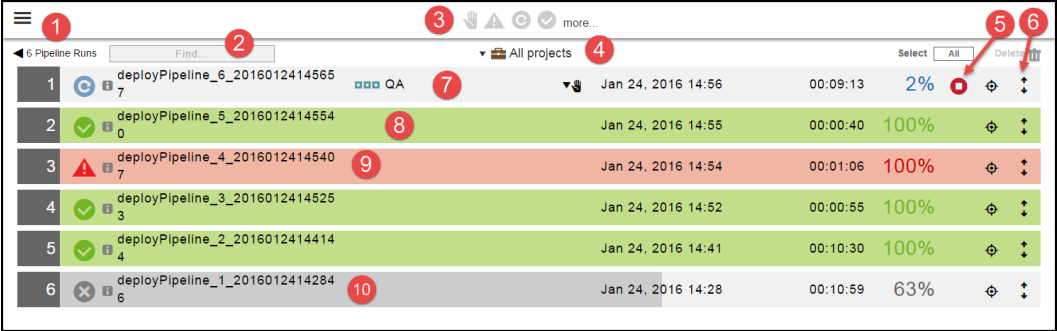 1
2
3
more...
5
6
6 Pipeline Runs
Find...
All projects
4
Select
All
Delete
1
deployPipeline_6_2016012414565
7
QA
7
Jan 24, 2016 14:56
00:09:13
2%
2
deployPipeline_5_2016012414554
0
8
Jan 24, 2016 14:55
00:00:40
100%
3
deployPipeline_4_2016012414540
7
9
Jan 24, 2016 14:54
00:01:06
100%
4
deployPipeline_3_2016012414525
3
Jan 24, 2016 14:52
00:00:55
100%
5
deployPipeline_2_2016012414414
4
Jan 24, 2016 14:41
00:10:30
100%
6
deployPipeline_1_2016012414284
6
10
Jan 24, 2016 14:28
00:10:59
63%